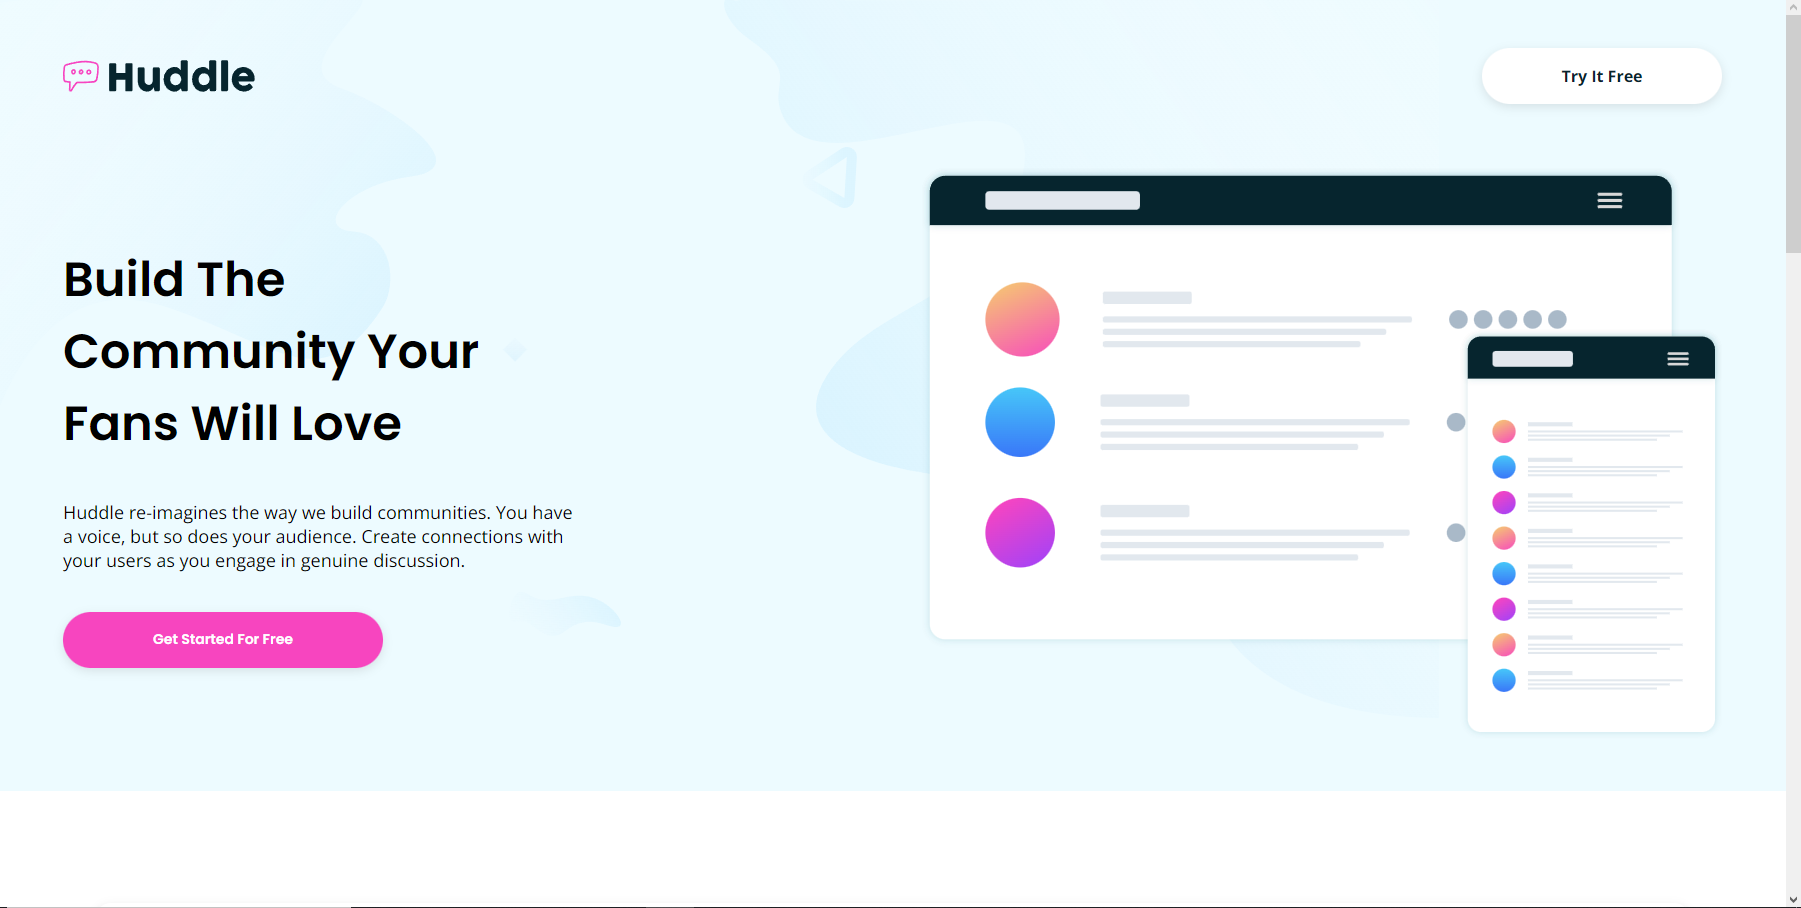 Huddle
Try It Free
Build The
Community Your
Fans Will Love
Huddle re-imagines the way we build communities. You have
a voice, but so does your audience. Create connections with
your users as you engage in genuine discussion.
Get Started For Free